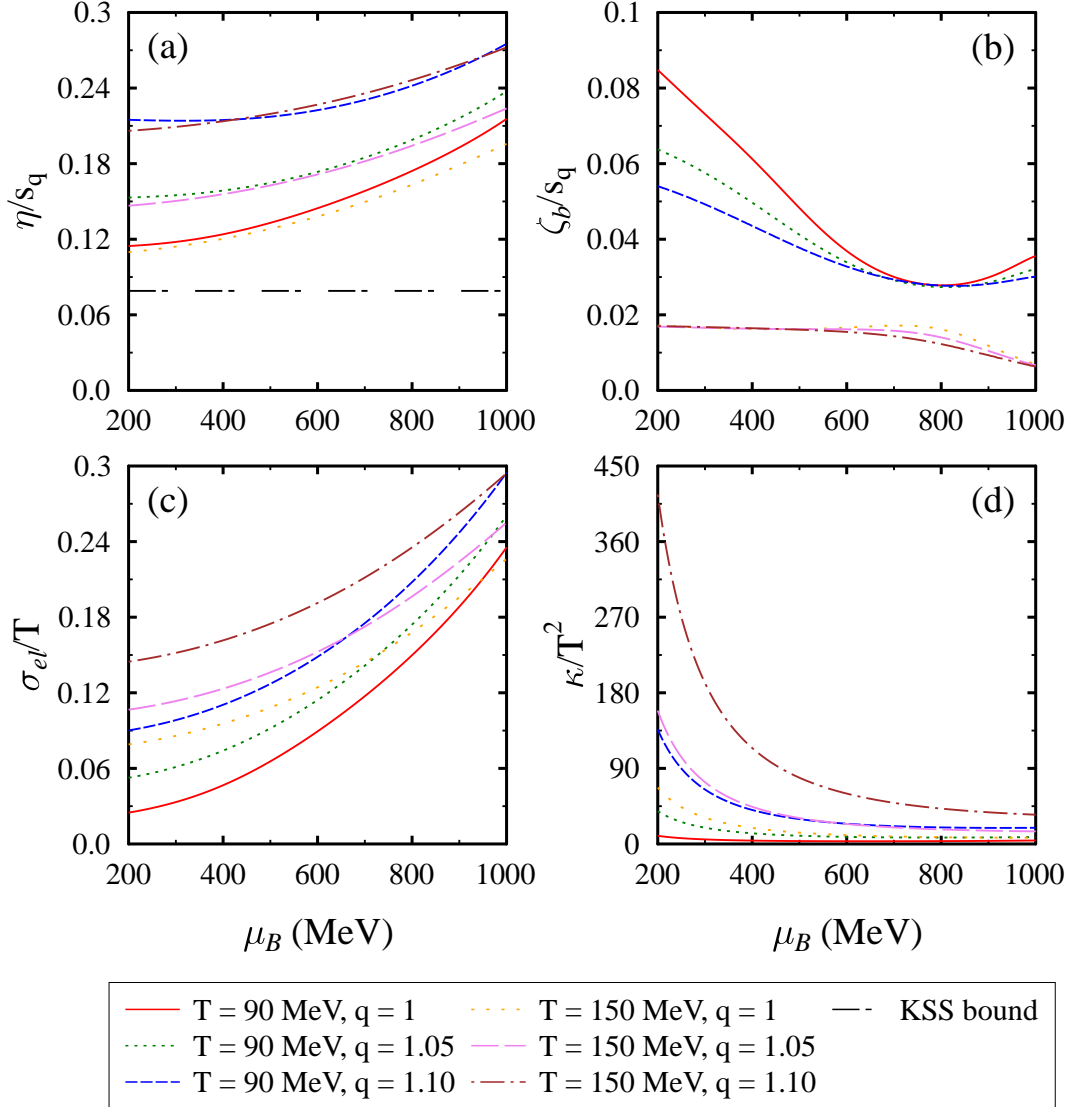 0.3
0.24
0.18
0.12
0.06
0.0
η/s_q
(a)
200 400 600 800 1000
0.1
0.08
0.06
0.04
0.02
0.0
ζ_b/s_q
(b)
200 400 600 800 1000
0.3
0.24
0.18
0.12
0.06
0.0
σ_el/T
(c)
200 400 600 800 1000
μ_B (MeV)
450
360
270
180
90
0
κ/T^2
(d)
200 400 600 800 1000
μ_B (MeV)
T = 90 MeV, q = 1 T = 150 MeV, q = 1 KSS bound
T = 90 MeV, q = 1.05 T = 150 MeV, q = 1.05
T = 90 MeV, q = 1.10 T = 150 MeV, q = 1.10